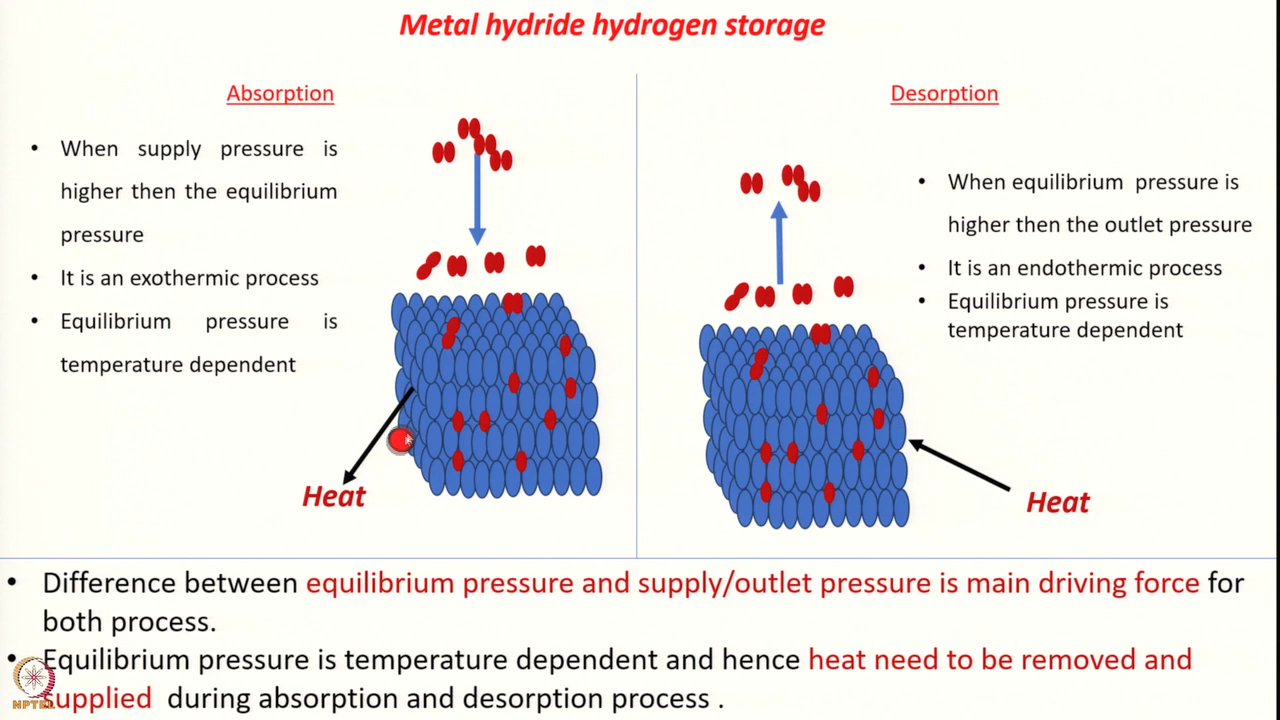 Metal hydride hydrogen storage
Absorption
• When supply pressure is
higher then the equilibrium
pressure
• It is an exothermic process
• Equilibrium pressure is
temperature dependent
Heat
Desorption
• When equilibrium pressure is
higher then the outlet pressure
• It is an endothermic process
• Equilibrium pressure is
temperature dependent
Heat
• Difference between equilibrium pressure and supply/outlet pressure is main driving force for
both process.
• Equilibrium pressure is temperature dependent and hence heat need to be removed and
supplied during absorption and desorption process .
NPTEL